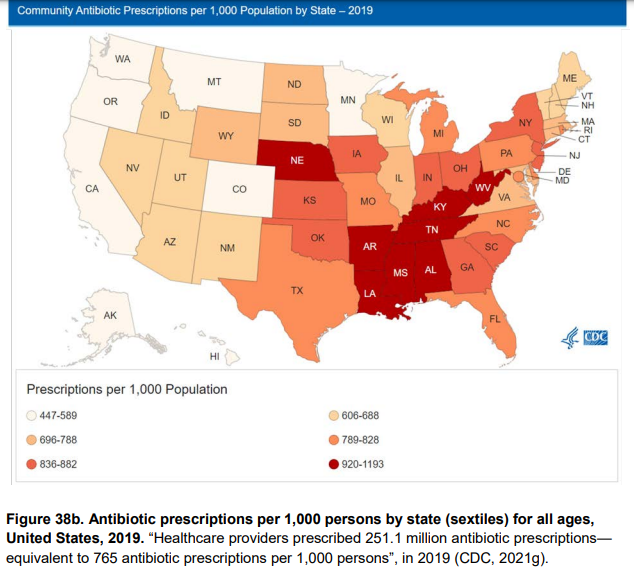 Community Antibiotic Prescriptions per 1,000 Population by State – 2019
WA
MT
ND
MN
ME
OR
ID
SD
WI
VT
NH
WY
MI
NY
MA
RI
CT
NE
IA
PA
NJ
NV
UT
CO
IL
IN
OH
DE
MD
CA
KS
MO
WV
VA
KY
NC
AZ
NM
OK
AR
TN
SC
MS
AL
GA
TX
LA
AK
FL
HI
CDC
Prescriptions per 1,000 Population
447-589
606-688
696-788
789-828
836-882
920-1193
Figure 38b. Antibiotic prescriptions per 1,000 persons by state (sextiles) for all ages,
United States, 2019. “Healthcare providers prescribed 251.1 million antibiotic prescriptions—
equivalent to 765 antibiotic prescriptions per 1,000 persons”, in 2019 (CDC, 2021g).